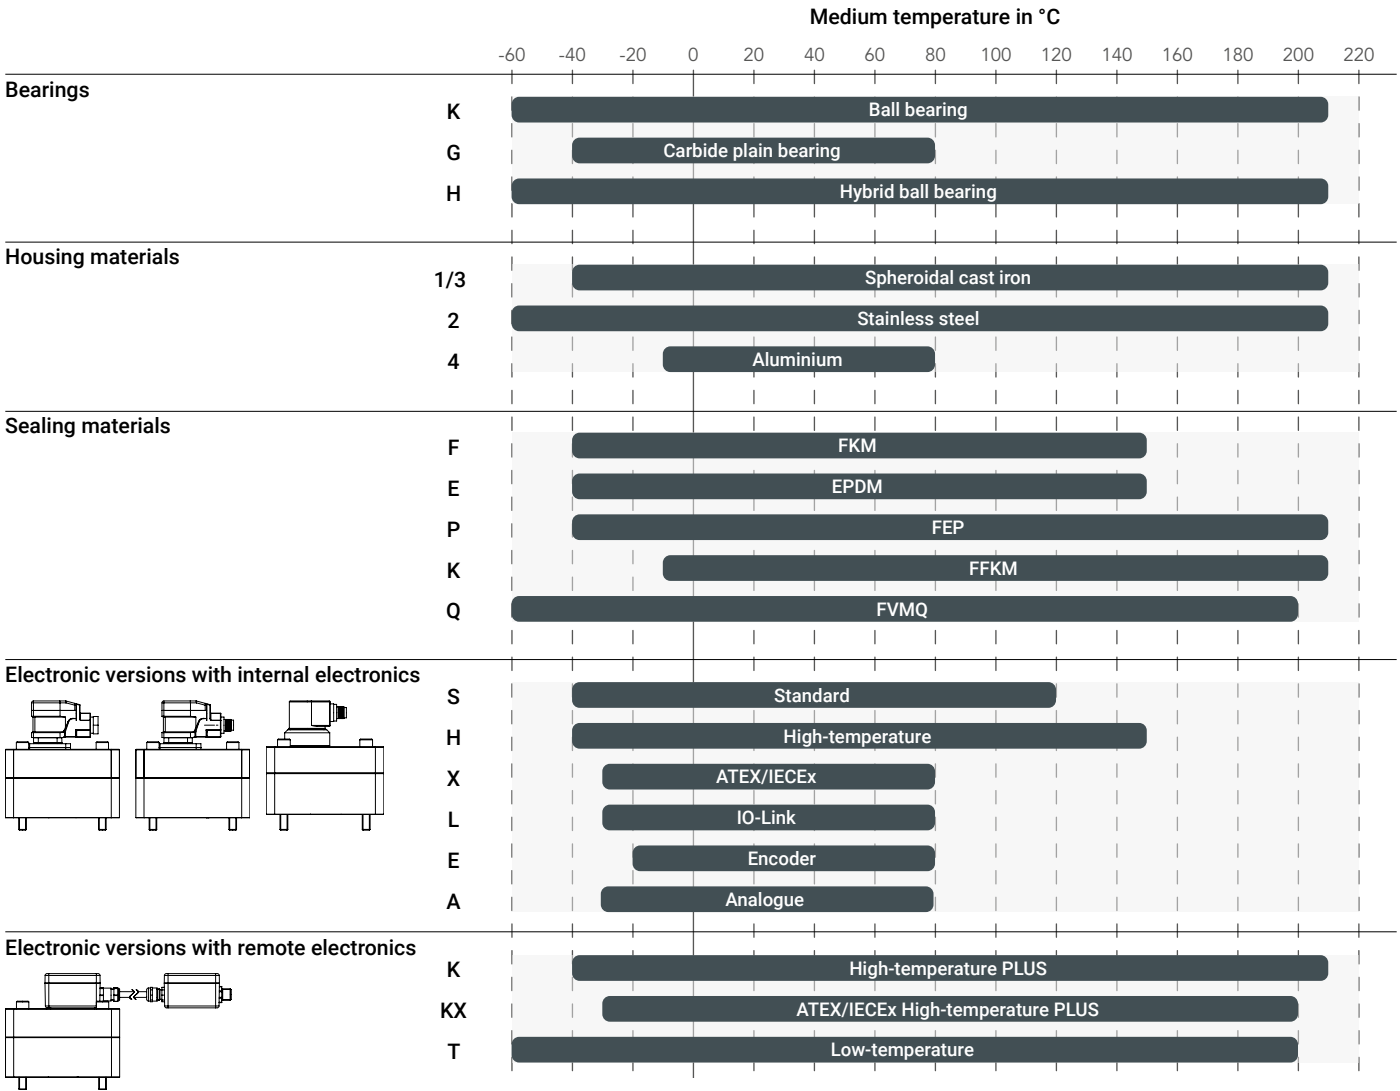 Medium temperature in °C
-60 -40 -20 0 20 40 60 80 100 120 140 160 180 200 220
Bearings
K Ball bearing
G Carbide plain bearing
H Hybrid ball bearing
Housing materials
1/3 Spheroidal cast iron
2 Stainless steel
4 Aluminium
Sealing materials
F FKM
E EPDM
P FEP
K FFKM
Q FVMQ
Electronic versions with internal electronics
S Standard
H High-temperature
X ATEX/IECEx
L IO-Link
E Encoder
A Analogue
Electronic versions with remote electronics
K High-temperature PLUS
KX ATEX/IECEx High-temperature PLUS
T Low-temperature